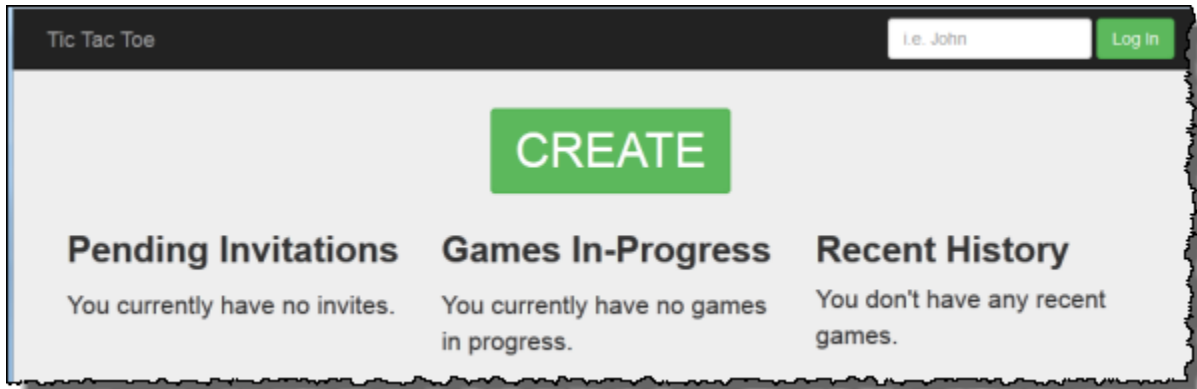 Tic Tac Toe
i.e. John
Log In
CREATE
Pending Invitations
You currently have no invites.
Games In-Progress
You currently have no games
in progress.
Recent History
You don't have any recent
games.